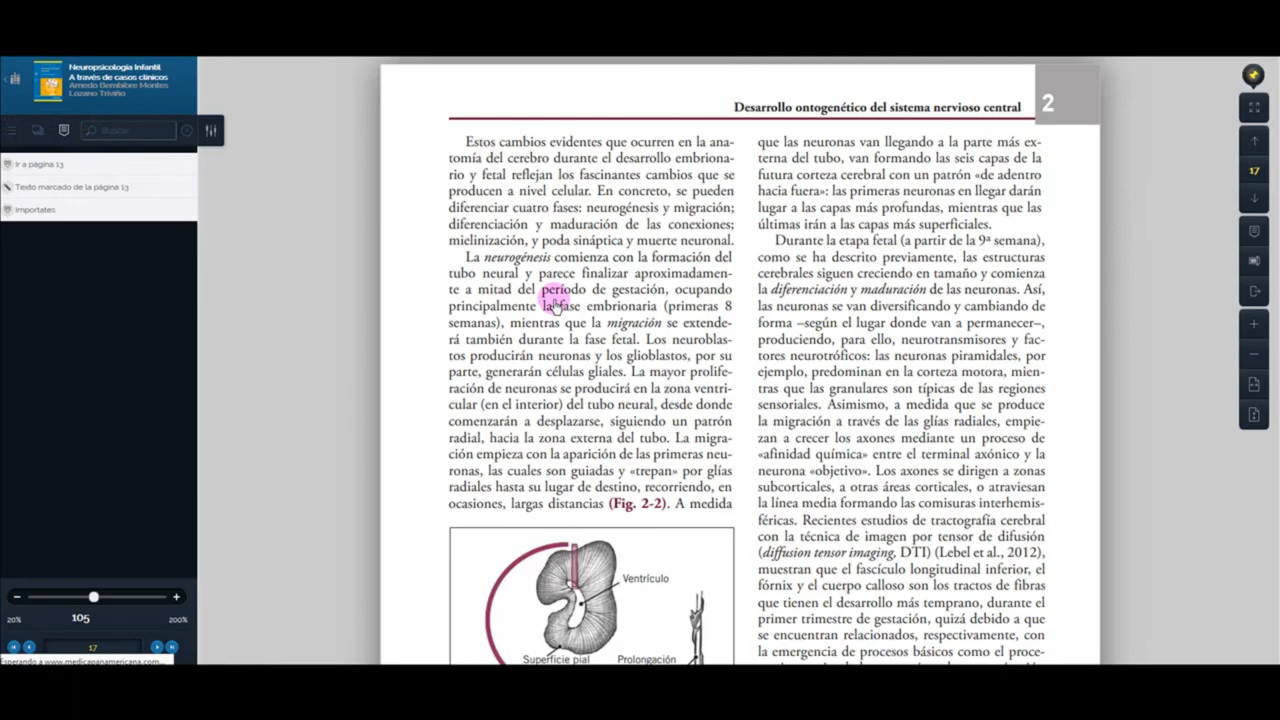 Neuropsicología Infantil
A través de casos clínicos
Arnedo Bembibre Montes
Lozano Triviño
Buscar
Ir a página 13
Texto marcado de la página 13
Importates
20%
105
200%
17
Esperando a www.medicapanamericana.com...
Desarrollo ontogenético del sistema nervioso central
2
Estos cambios evidentes que ocurren en la ana-
tomía del cerebro durante el desarrollo embriona-
rio y fetal reflejan los fascinantes cambios que se
producen a nivel celular. En concreto, se pueden
diferenciar cuatro fases: neurogénesis y migración;
diferenciación y maduración de las conexiones;
mielinización, y poda sináptica y muerte neuronal.
La neurogénesis comienza con la formación del
tubo neural y parece finalizar aproximadamen-
te a mitad del período de gestación, ocupando
principalmente la fase embrionaria (primeras 8
semanas), mientras que la migración se extende-
rá también durante la fase fetal. Los neuroblas-
tos producirán neuronas y los glioblastos, por su
parte, generarán células gliales. La mayor prolife-
ración de neuronas se producirá en la zona ventri-
cular (en el interior) del tubo neural, desde donde
comenzarán a desplazarse, siguiendo un patrón
radial, hacia la zona externa del tubo. La migra-
ción empieza con la aparición de las primeras neu-
ronas, las cuales son guiadas y «trepan» por glías
radiales hasta su lugar de destino, recorriendo, en
ocasiones, largas distancias (Fig. 2-2). A medida
Ventrículo
Superficie pial
Prolongación
que las neuronas van llegando a la parte más ex-
terna del tubo, van formando las seis capas de la
futura corteza cerebral con un patrón «de adentro
hacia fuera»: las primeras neuronas en llegar darán
lugar a las capas más profundas, mientras que las
últimas irán a las capas más superficiales.
Durante la etapa fetal (a partir de la 9ª semana),
como se ha descrito previamente, las estructuras
cerebrales siguen creciendo en tamaño y comienza
la diferenciación y maduración de las neuronas. Así,
las neuronas se van diversificando y cambiando de
forma –según el lugar donde van a permanecer–,
produciendo, para ello, neurotransmisores y fac-
tores neurotróficos: las neuronas piramidales, por
ejemplo, predominan en la corteza motora, mien-
tras que las granulares son típicas de las regiones
sensoriales. Asimismo, a medida que se produce
la migración a través de las glías radiales, empie-
zan a crecer los axones mediante un proceso de
«afinidad química» entre el terminal axónico y la
neurona «objetivo». Los axones se dirigen a zonas
subcorticales, a otras áreas corticales, o atraviesan
la línea media formando las comisuras interhemis-
féricas. Recientes estudios de tractografía cerebral
con la técnica de imagen por tensor de difusión
(diffusion tensor imaging, DTI) (Lebel et al., 2012),
muestran que el fascículo longitudinal inferior, el
fórnix y el cuerpo calloso son los tractos de fibras
que tienen el desarrollo más temprano, durante el
primer trimestre de gestación, quizá debido a que
se encuentran relacionados, respectivamente, con
la emergencia de procesos básicos como el proce-
17